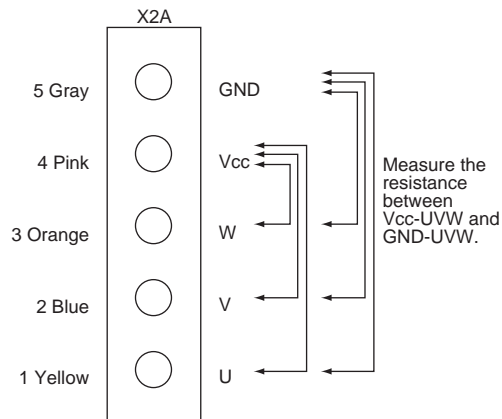 X2A
5 Gray GND
4 Pink Vcc
3 Orange W
2 Blue V
1 Yellow U
Measure the
resistance
between
Vcc-UVW and
GND-UVW.